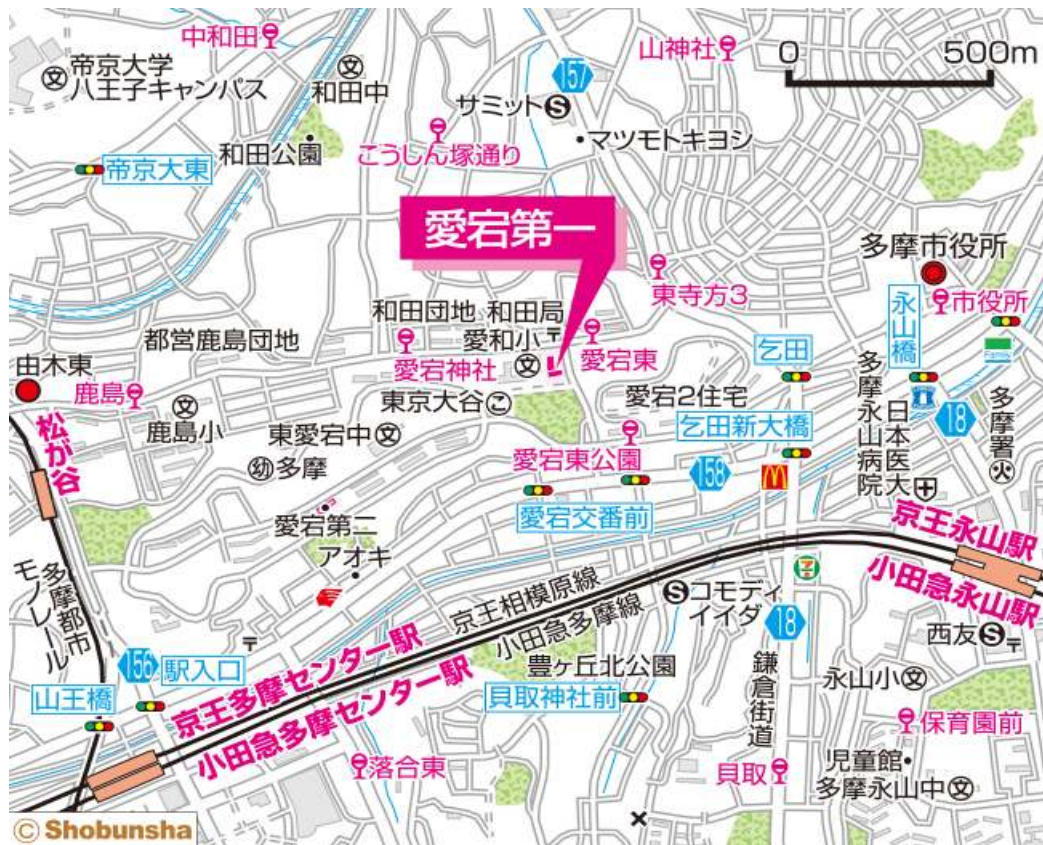 中和田
帝京大学
八王子キャンパス
和田中
157
山神社
0 500m
サミット
マツモトキヨシ
和田公園
こうしん塚通り
帝京大東
愛宕第一
多摩市役所
東寺方3
市役所
永山橋
和田団地
和田局
愛和小
都営鹿島団地
愛宕神社
愛宕東
乞田
Family
由木東
鹿島
鹿島小
東京大谷
こ
愛宕2住宅
多摩永山病院
日本医大
18
多摩署
火
松が谷
東愛宕中
文
幼
多摩
愛宕東公園
乞田新大橋
158
愛宕交番前
愛宕第二
アオキ
京王永山駅
小田急永山駅
多摩都市
モノレール
京王相模原線
小田急多摩線
S
コモディ
イイダ
7
18
西友
156
駅入口
山王橋
京王多摩センター駅
小田急多摩センター駅
豊ヶ丘北公園
貝取神社前
鎌倉街道
永山小
保育園前
落合東
貝取
児童館
多摩永山中
© Shobunsha